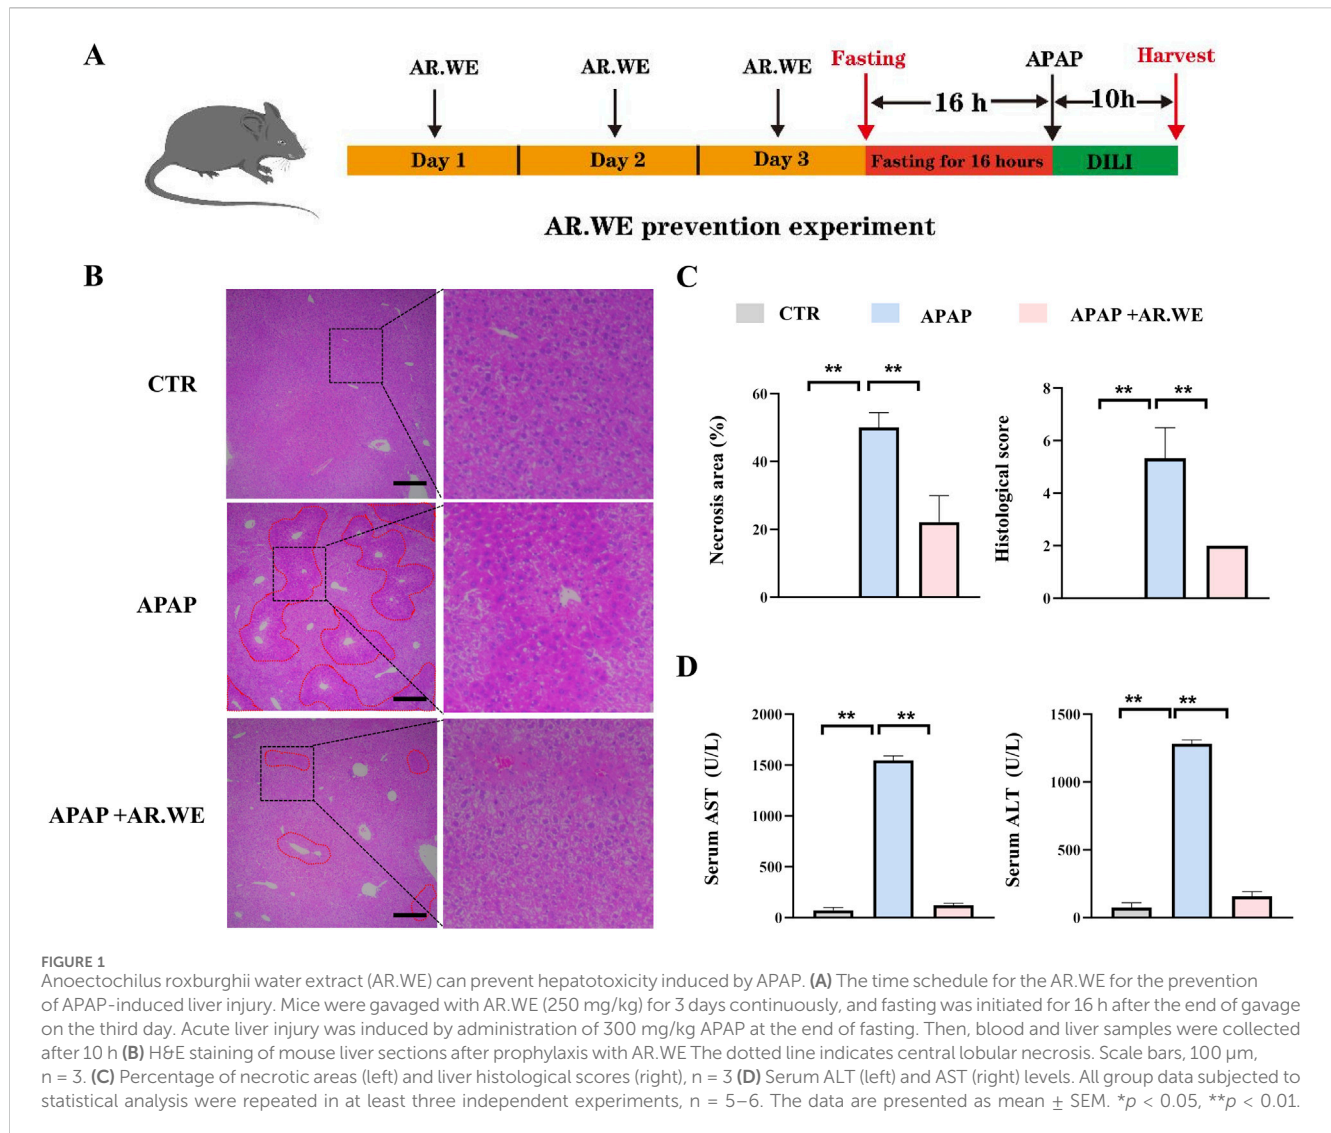 A
AR.WE
AR.WE
AR.WE
Fasting
APAP
Harvest
16 h
10h
Day 1
Day 2
Day 3
Fasting for 16 hours
DILI
AR.WE prevention experiment
B
CTR
APAP
APAP +AR.WE
C
CTR
APAP
APAP +AR.WE
Necrosis area (%)
60
40
20
0
**
**
Histological score
8
6
4
2
0
**
**
D
Serum AST (U/L)
2000
1500
1000
500
0
**
**
Serum ALT (U/L)
1500
1000
500
0
**
**
FIGURE 1
Anoectochilus roxburghii water extract (AR.WE) can prevent hepatotoxicity induced by APAP. (A) The time schedule for the AR.WE for the prevention
of APAP-induced liver injury. Mice were gavaged with AR.WE (250 mg/kg) for 3 days continuously, and fasting was initiated for 16 h after the end of gavage
on the third day. Acute liver injury was induced by administration of 300 mg/kg APAP at the end of fasting. Then, blood and liver samples were collected
after 10 h (B) H&E staining of mouse liver sections after prophylaxis with AR.WE The dotted line indicates central lobular necrosis. Scale bars, 100 μm,
n = 3. (C) Percentage of necrotic areas (left) and liver histological scores (right), n = 3 (D) Serum ALT (left) and AST (right) levels. All group data subjected to
statistical analysis were repeated in at least three independent experiments, n = 5–6. The data are presented as mean ± SEM. *p < 0.05, **p < 0.01.